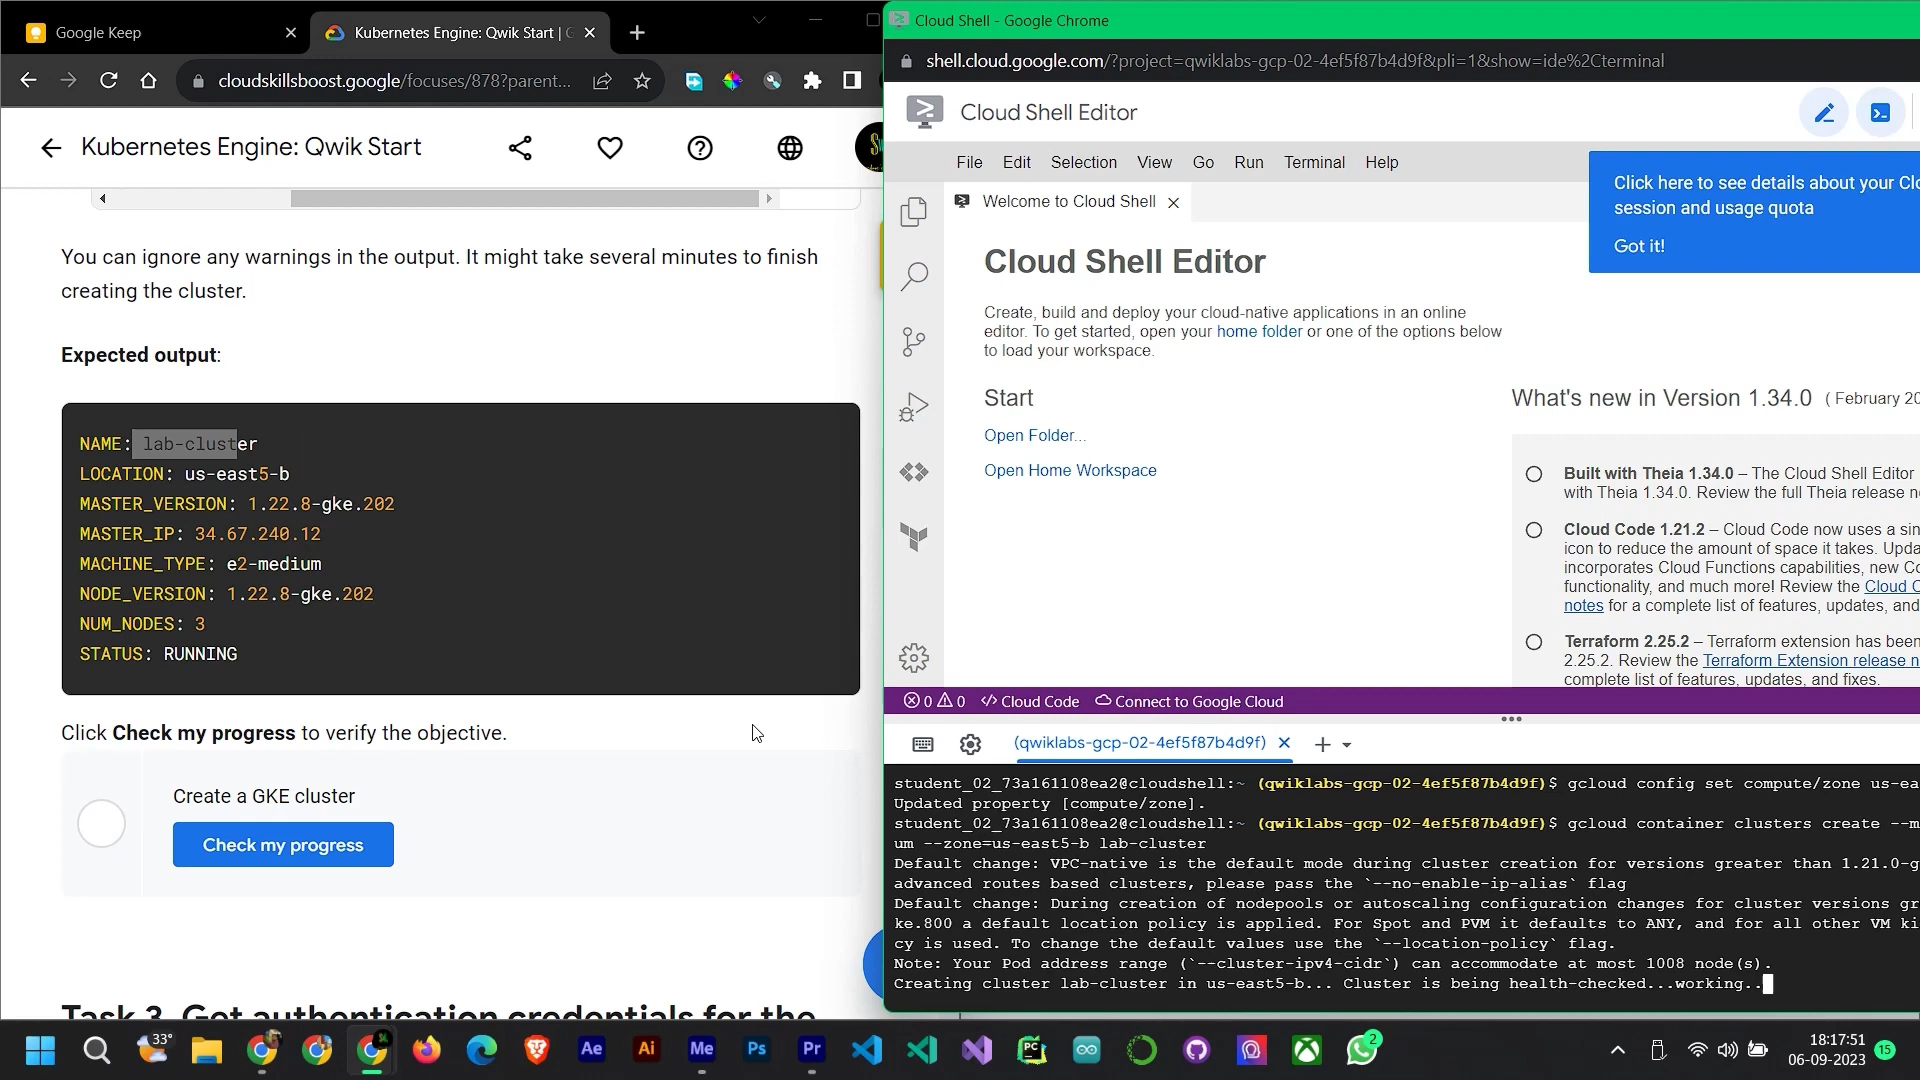 Google Keep
Kubernetes Engine: Qwik Start | G
cloudskillsboost.google/focuses/878?parent...
Kubernetes Engine: Qwik Start
You can ignore any warnings in the output. It might take several minutes to finish
creating the cluster.
Expected output:
NAME: lab-cluster
LOCATION: us-east5-b
MASTER_VERSION: 1.22.8-gke.202
MASTER_IP: 34.67.240.12
MACHINE_TYPE: e2-medium
NODE_VERSION: 1.22.8-gke.202
NUM_NODES: 3
STATUS: RUNNING
Click Check my progress to verify the objective.
Create a GKE cluster
Check my progress
Task 3. Get authentication credentials for the
Cloud Shell - Google Chrome
shell.cloud.google.com/?project=qwiklabs-gcp-02-4ef5f87b4d9f&pli=1&show=ide%2Cterminal
Cloud Shell Editor
File Edit Selection View Go Run Terminal Help
Welcome to Cloud Shell
Click here to see details about your Clo
session and usage quota
Got it!
Cloud Shell Editor
Create, build and deploy your cloud-native applications in an online
editor. To get started, open your home folder or one of the options below
to load your workspace.
Start
Open Folder...
Open Home Workspace
What's new in Version 1.34.0 ( February 20
Built with Theia 1.34.0 – The Cloud Shell Editor
with Theia 1.34.0. Review the full Theia release n
Cloud Code 1.21.2 – Cloud Code now uses a sin
icon to reduce the amount of space it takes. Upda
incorporates Cloud Functions capabilities, new Co
functionality, and much more! Review the Cloud C
notes for a complete list of features, updates, and
Terraform 2.25.2 – Terraform extension has been
2.25.2. Review the Terraform Extension release n
complete list of features, updates, and fixes.
0 0 Cloud Code Connect to Google Cloud
(qwiklabs-gcp-02-4ef5f87b4d9f)
student_02_73a161108ea2@cloudshell:~ (qwiklabs-gcp-02-4ef5f87b4d9f)$ gcloud config set compute/zone us-ea
Updated property [compute/zone].
student_02_73a161108ea2@cloudshell:~ (qwiklabs-gcp-02-4ef5f87b4d9f)$ gcloud container clusters create --m
um --zone=us-east5-b lab-cluster
Default change: VPC-native is the default mode during cluster creation for versions greater than 1.21.0-g
advanced routes based clusters, please pass the `--no-enable-ip-alias` flag
Default change: During creation of nodepools or autoscaling configuration changes for cluster versions gr
ke.800 a default location policy is applied. For Spot and PVM it defaults to ANY, and for all other VM ki
cy is used. To change the default values use the `--location-policy` flag.
Note: Your Pod address range (`--cluster-ipv4-cidr`) can accommodate at most 1008 node(s).
Creating cluster lab-cluster in us-east5-b... Cluster is being health-checked...working..
33°
Ae
Ai
Me
Ps
Pr
PC
2
18:17:51
06-09-2023
15